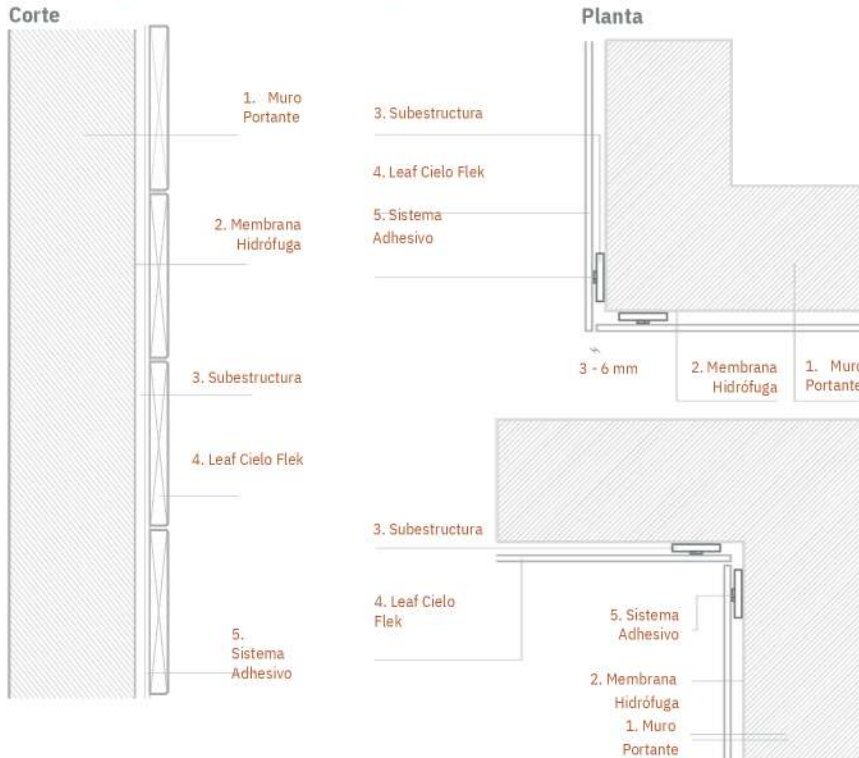 Corte
1. Muro
Portante
2. Membrana
Hidrófuga
3. Subestructura
4. Leaf Cielo Flek
5.
Sistema
Adhesivo
Planta
3. Subestructura
4. Leaf Cielo Flek
5. Sistema
Adhesivo
3 - 6 mm
2. Membrana
Hidrófuga
1. Muro
Portante
3. Subestructura
4. Leaf Cielo
Flek
5. Sistema
Adhesivo
2. Membrana
Hidrófuga
1. Muro
Portante